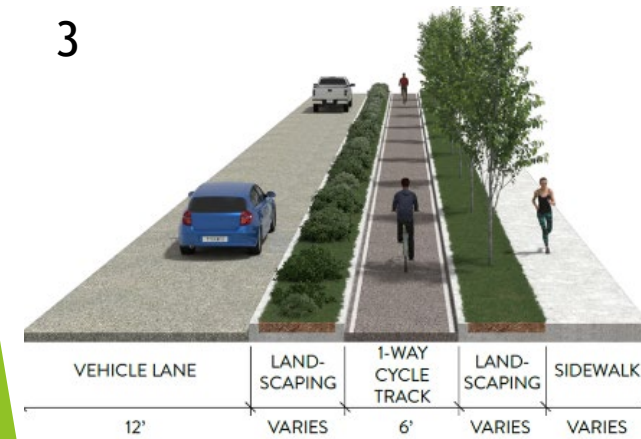 3
VEHICLE LANE
LAND-
SCAPING
1-WAY
CYCLE
TRACK
LAND-
SCAPING
SIDEWALK
12'
VARIES
6'
VARIES
VARIES